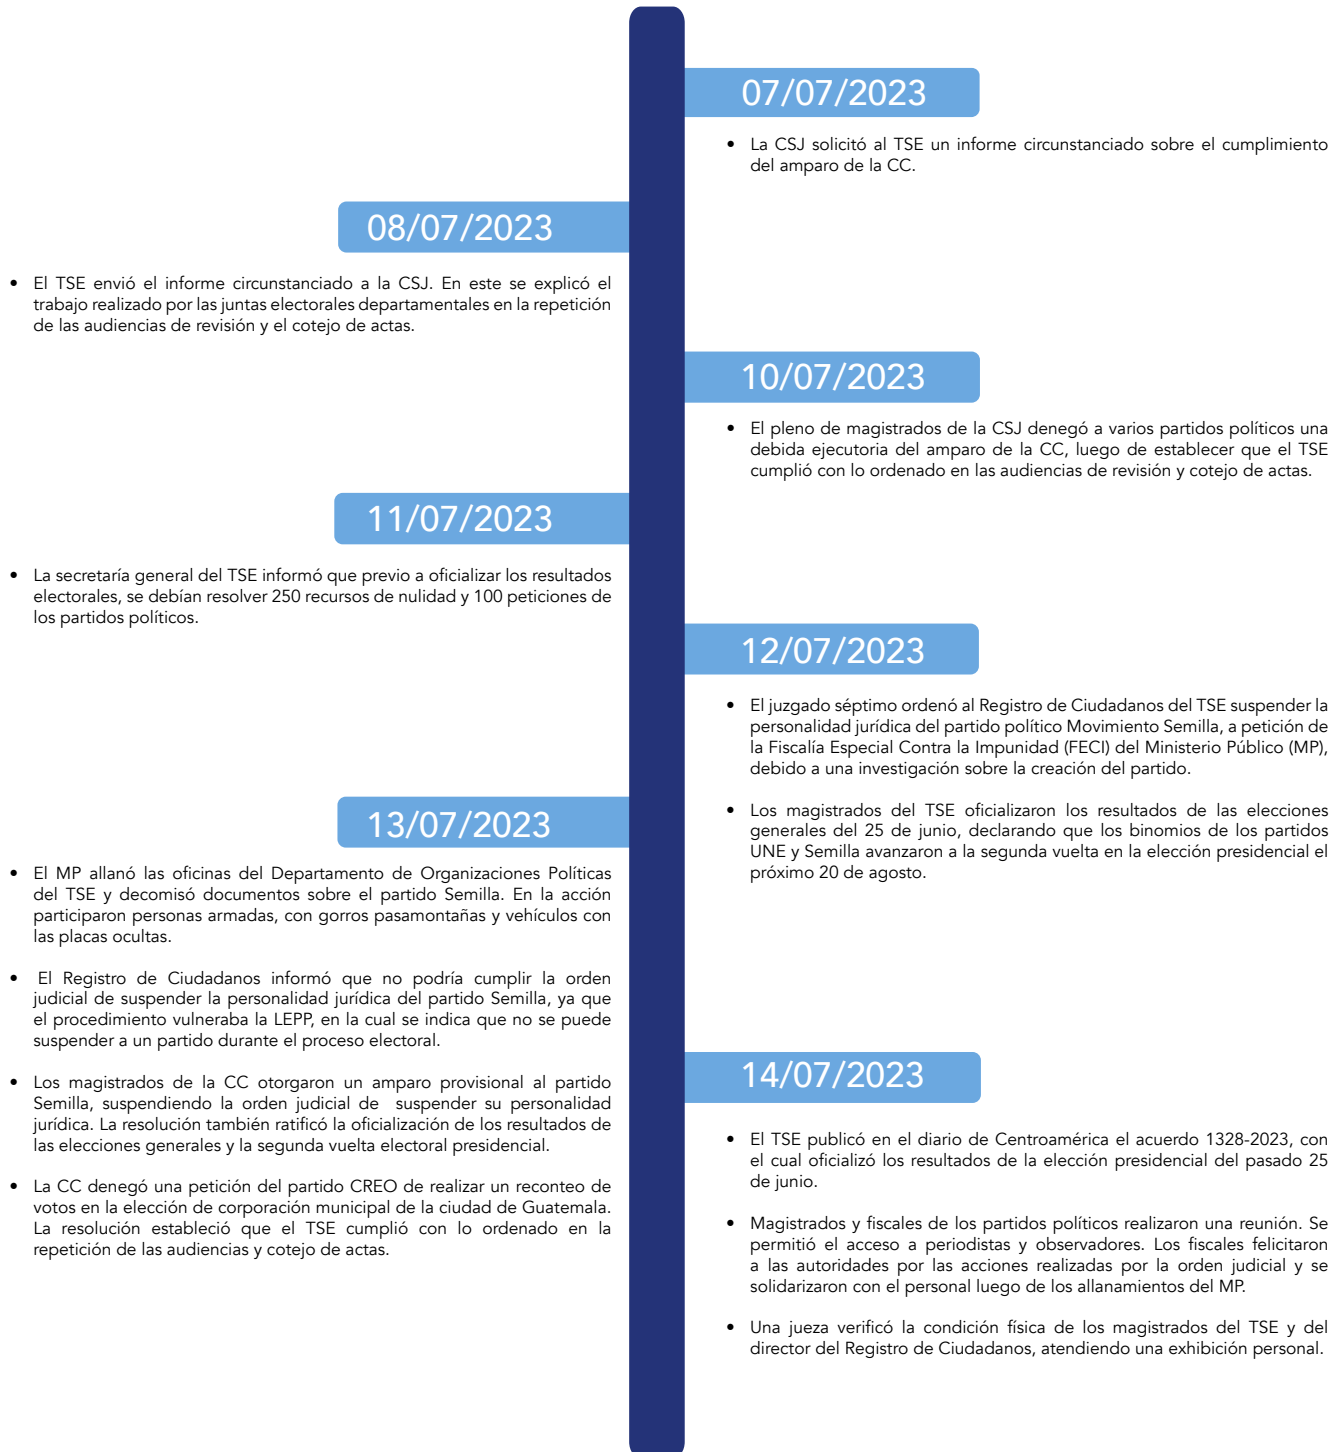 07/07/2023
• La CSJ solicitó al TSE un informe circunstanciado sobre el cumplimiento
del amparo de la CC.
08/07/2023
• El TSE envió el informe circunstanciado a la CSJ. En este se explicó el
trabajo realizado por las juntas electorales departamentales en la repetición
de las audiencias de revisión y el cotejo de actas.
10/07/2023
• El pleno de magistrados de la CSJ denegó a varios partidos políticos una
debida ejecutoria del amparo de la CC, luego de establecer que el TSE
cumplió con lo ordenado en las audiencias de revisión y cotejo de actas.
11/07/2023
• La secretaría general del TSE informó que previo a oficializar los resultados
electorales, se debían resolver 250 recursos de nulidad y 100 peticiones de
los partidos políticos.
12/07/2023
• El juzgado séptimo ordenó al Registro de Ciudadanos del TSE suspender la
personalidad jurídica del partido político Movimiento Semilla, a petición de
la Fiscalía Especial Contra la Impunidad (FECI) del Ministerio Público (MP),
debido a una investigación sobre la creación del partido.
• Los magistrados del TSE oficializaron los resultados de las elecciones
generales del 25 de junio, declarando que los binomios de los partidos
UNE y Semilla avanzaron a la segunda vuelta en la elección presidencial el
próximo 20 de agosto.
13/07/2023
• El MP allanó las oficinas del Departamento de Organizaciones Políticas
del TSE y decomisó documentos sobre el partido Semilla. En la acción
participaron personas armadas, con gorros pasamontañas y vehículos con
las placas ocultas.
• El Registro de Ciudadanos informó que no podría cumplir la orden
judicial de suspender la personalidad jurídica del partido Semilla, ya que
el procedimiento vulneraba la LEPP, en la cual se indica que no se puede
suspender a un partido durante el proceso electoral.
• Los magistrados de la CC otorgaron un amparo provisional al partido
Semilla, suspendiendo la orden judicial de suspender su personalidad
jurídica. La resolución también ratificó la oficialización de los resultados de
las elecciones generales y la segunda vuelta electoral presidencial.
• La CC denegó una petición del partido CREO de realizar un reconteo de
votos en la elección de corporación municipal de la ciudad de Guatemala.
La resolución estableció que el TSE cumplió con lo ordenado en la
repetición de las audiencias y cotejo de actas.
14/07/2023
• El TSE publicó en el diario de Centroamérica el acuerdo 1328-2023, con
el cual oficializó los resultados de la elección presidencial del pasado 25
de junio.
• Magistrados y fiscales de los partidos políticos realizaron una reunión. Se
permitió el acceso a periodistas y observadores. Los fiscales felicitaron
a las autoridades por las acciones realizadas por la orden judicial y se
solidarizaron con el personal luego de los allanamientos del MP.
• Una jueza verificó la condición física de los magistrados del TSE y del
director del Registro de Ciudadanos, atendiendo una exhibición personal.